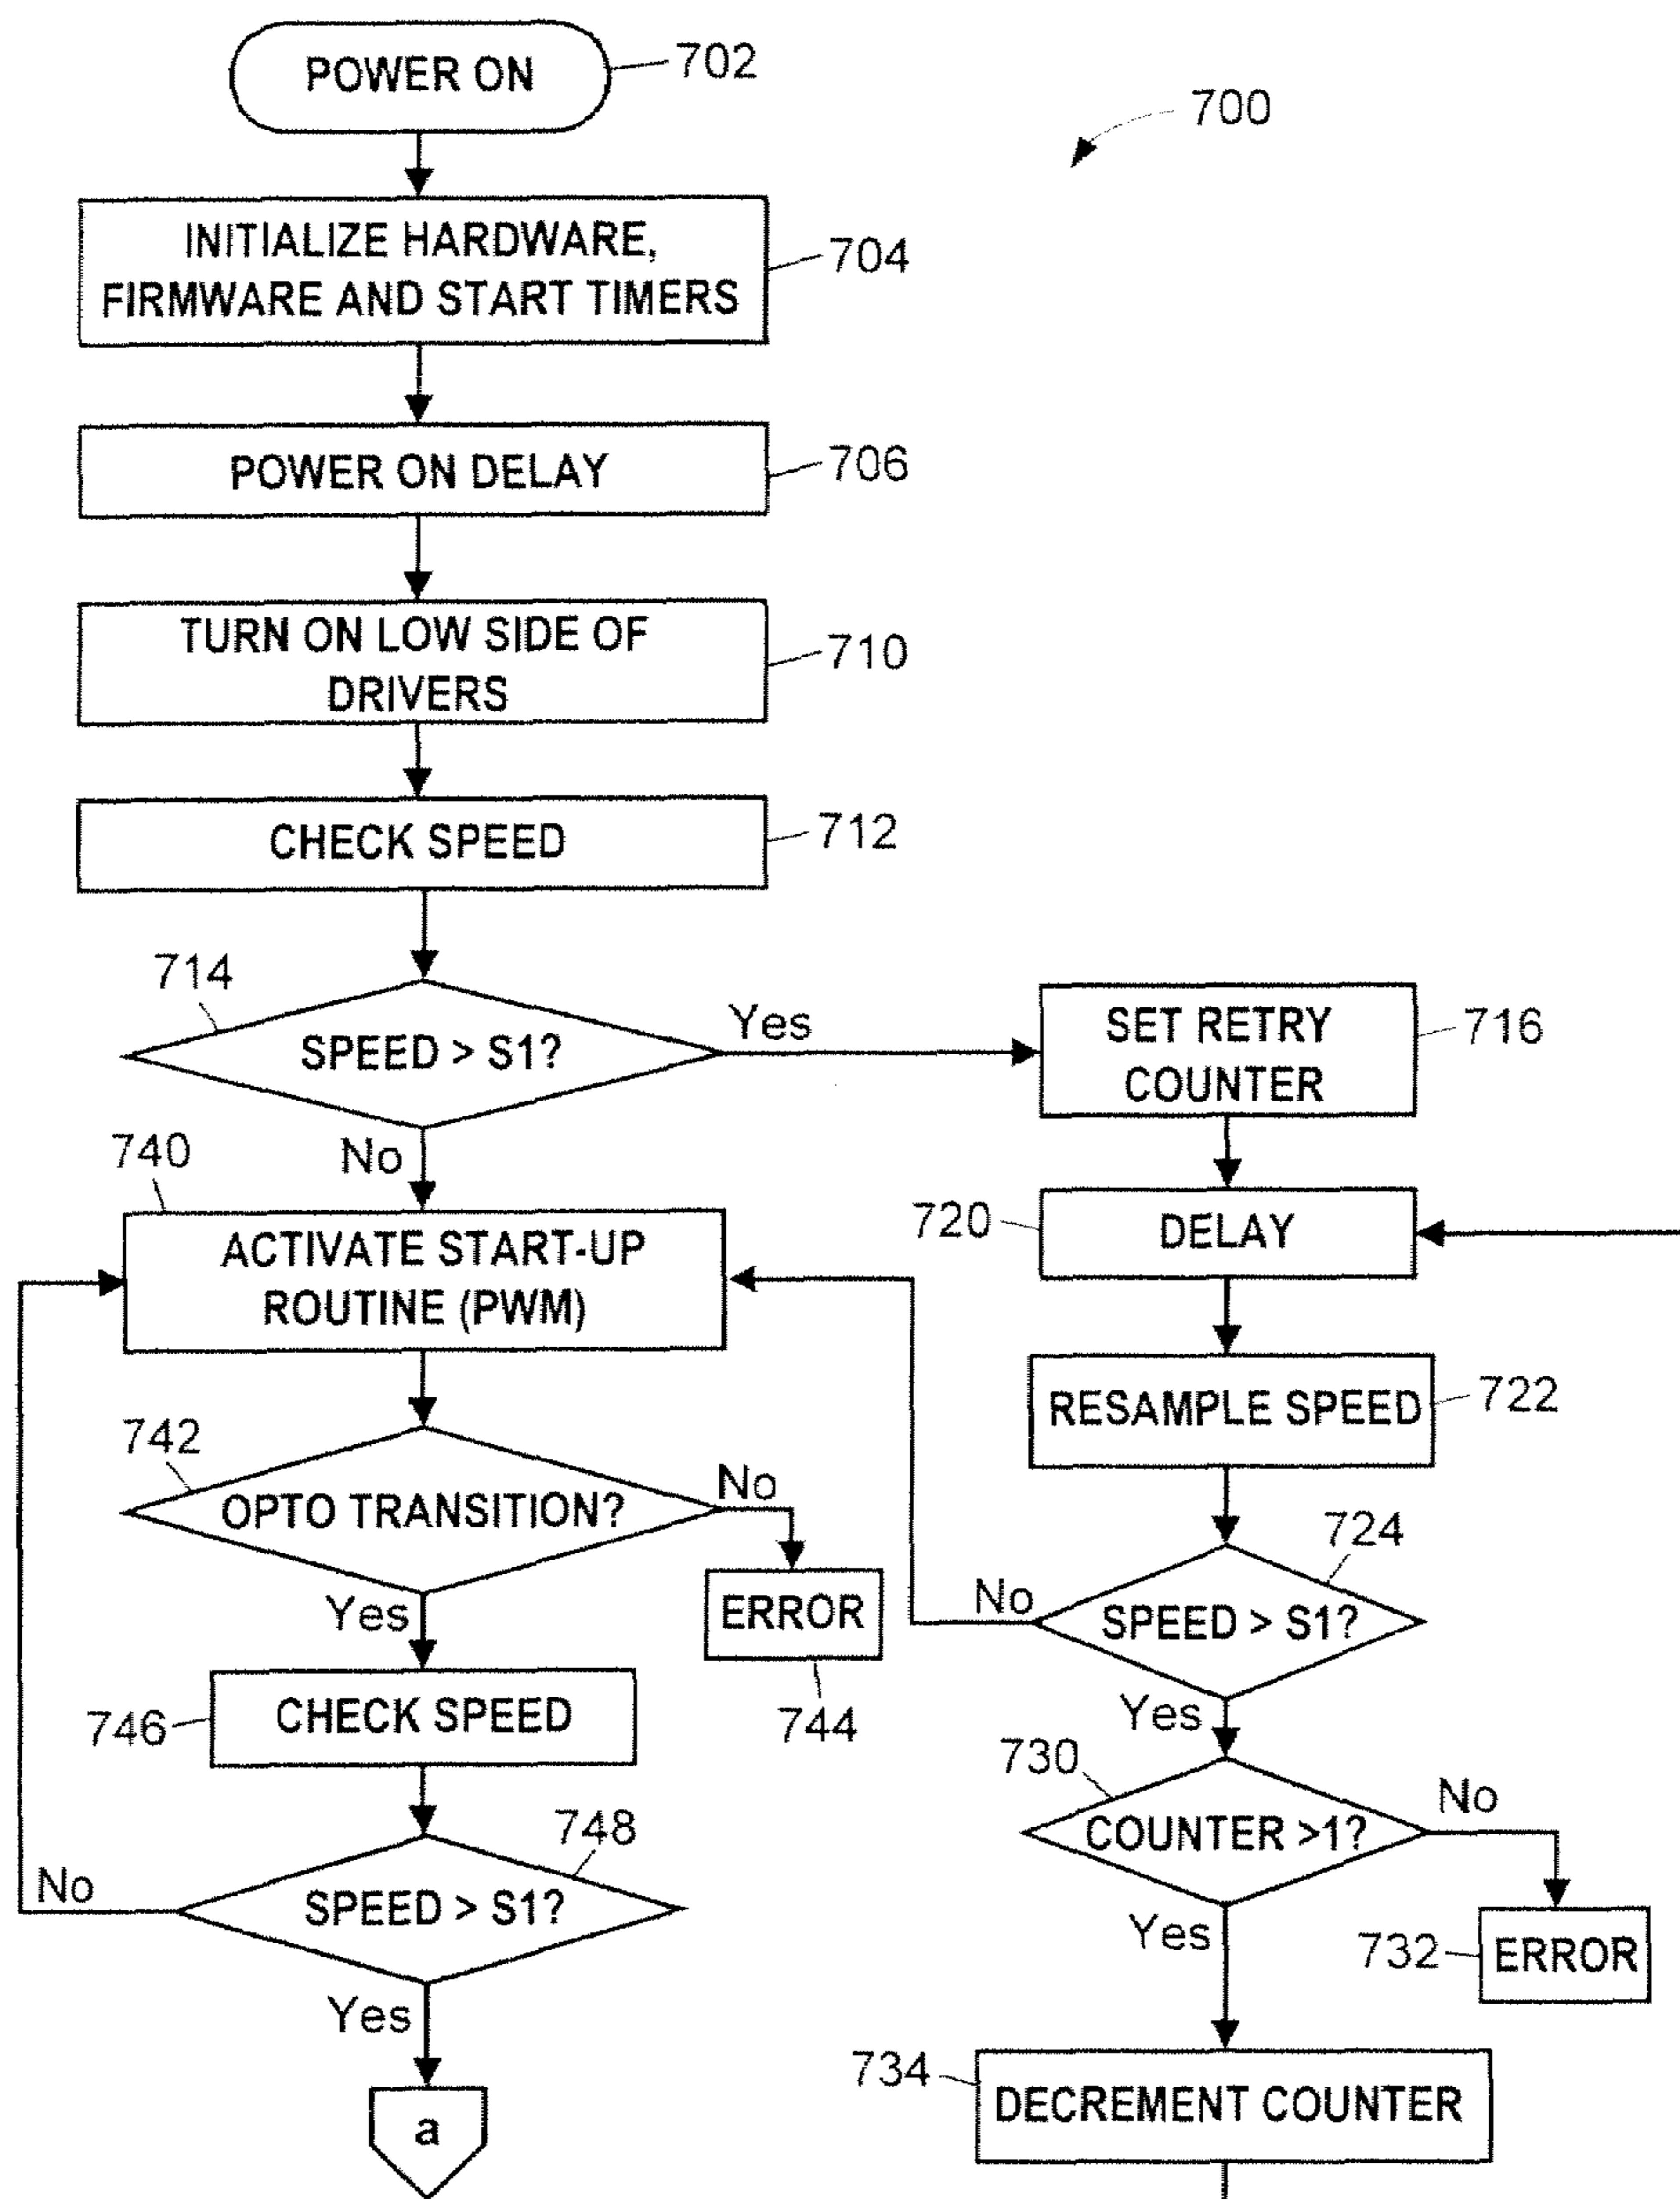 POWER ON
702
700
INITIALIZE HARDWARE,
FIRMWARE AND START TIMERS
704
POWER ON DELAY
706
TURN ON LOW SIDE OF
DRIVERS
710
CHECK SPEED
712
714
SPEED > S1?
Yes
No
SET RETRY
COUNTER
716
740
ACTIVATE START-UP
ROUTINE (PWM)
720
DELAY
RESAMPLE SPEED
722
742
OPTO TRANSITION?
No
Yes
ERROR
744
724
SPEED > S1?
No
Yes
746
CHECK SPEED
730
COUNTER >1?
No
Yes
732
ERROR
748
SPEED > S1?
No
Yes
734
DECREMENT COUNTER
a